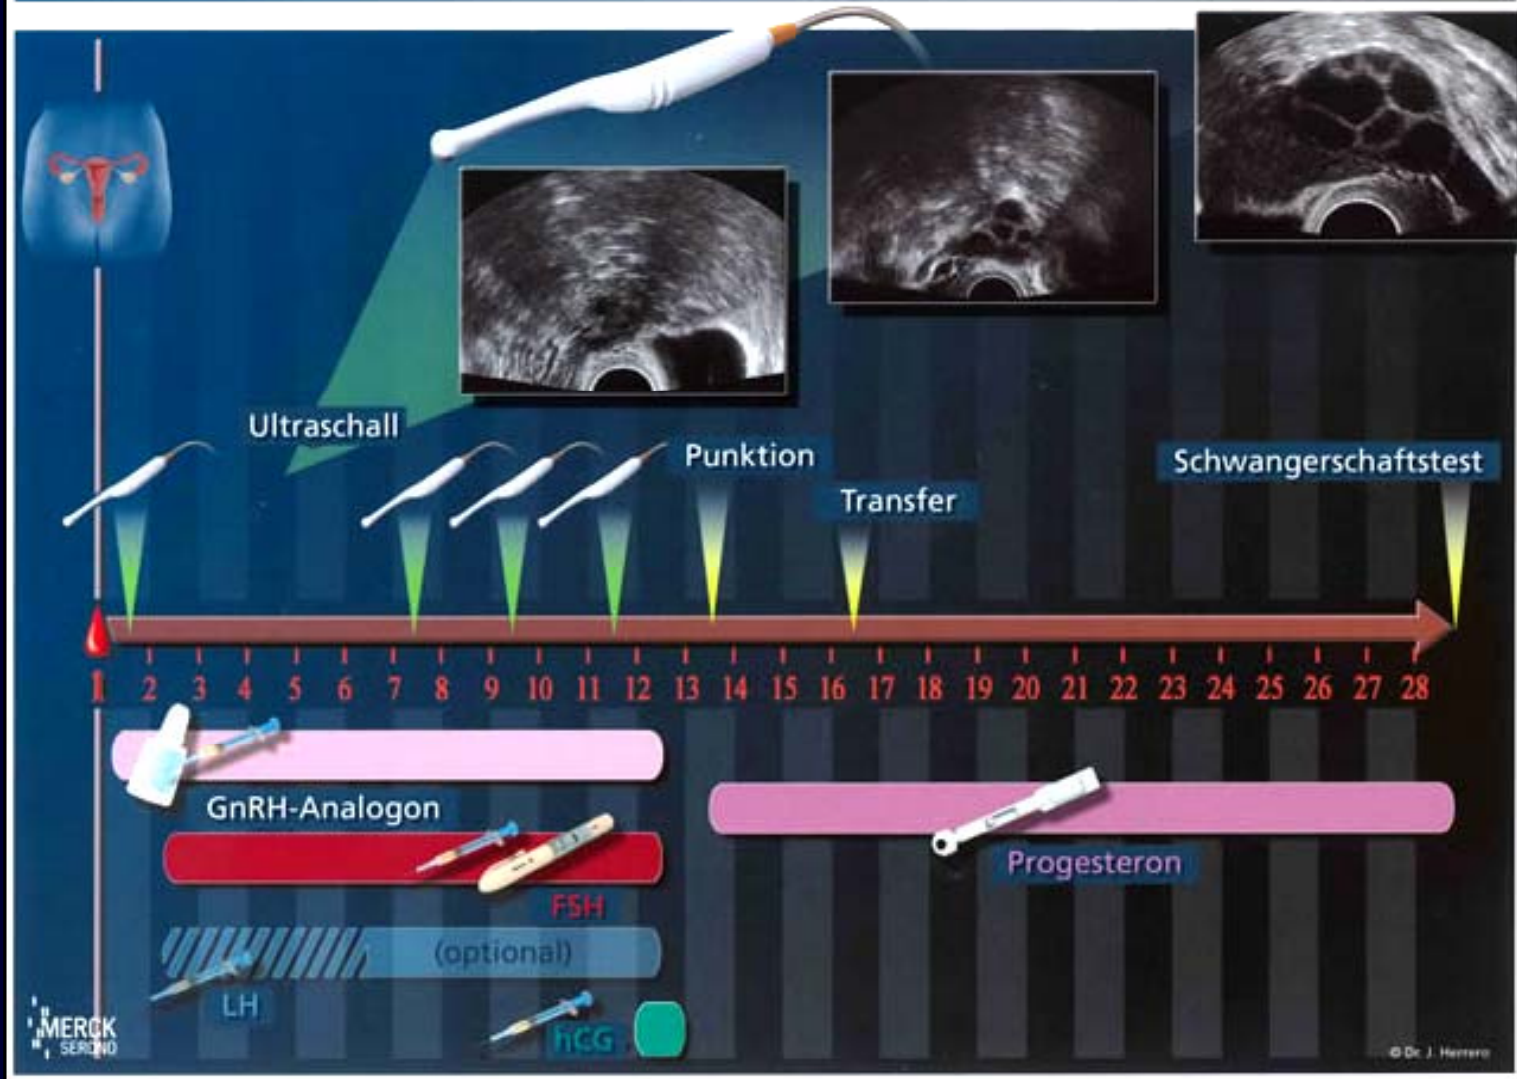 Ultraschall
Punktion
Transfer
Schwangerschaftstest
1 2 3 4 5 6 7 8 9 10 11 12 13 14 15 16 17 18 19 20 21 22 23 24 25 26 27 28
GnRH-Analogon
FSH
Progesteron
(optional)
LH
hCG
MERCK
SERONO
© Dr. J. Herrero